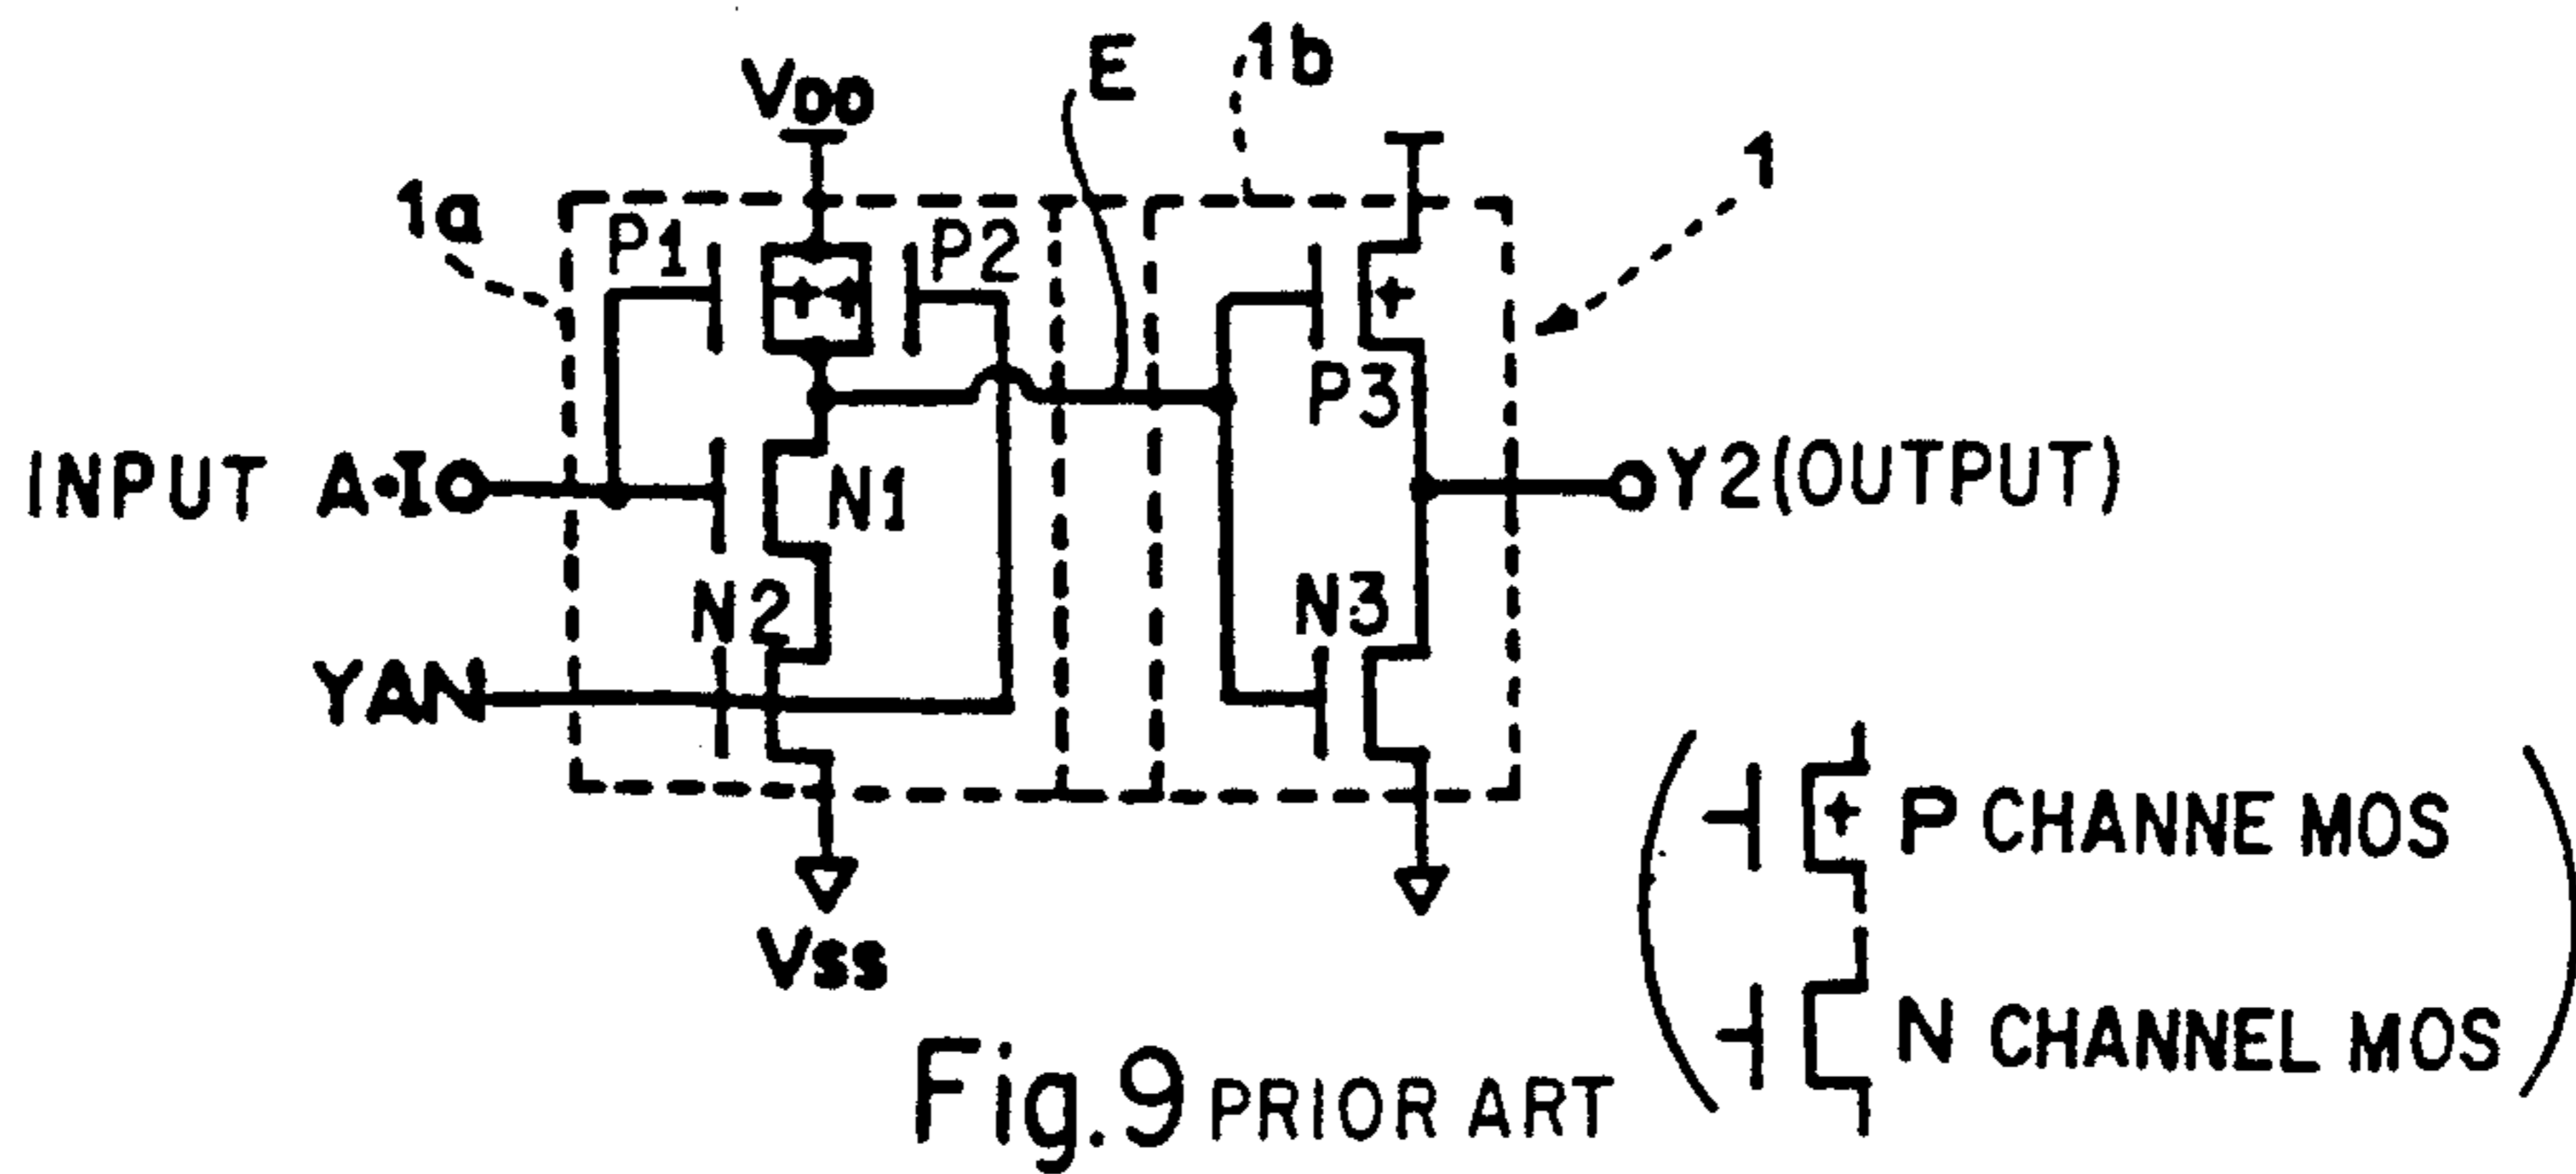 VDD
E
1b
1
1a
P1
P2
P3
INPUT A·I
N1
Y2(OUTPUT)
N2
N3
YAN
P CHANNE MOS
Vss
N CHANNEL MOS
Fig.9 PRIOR ART